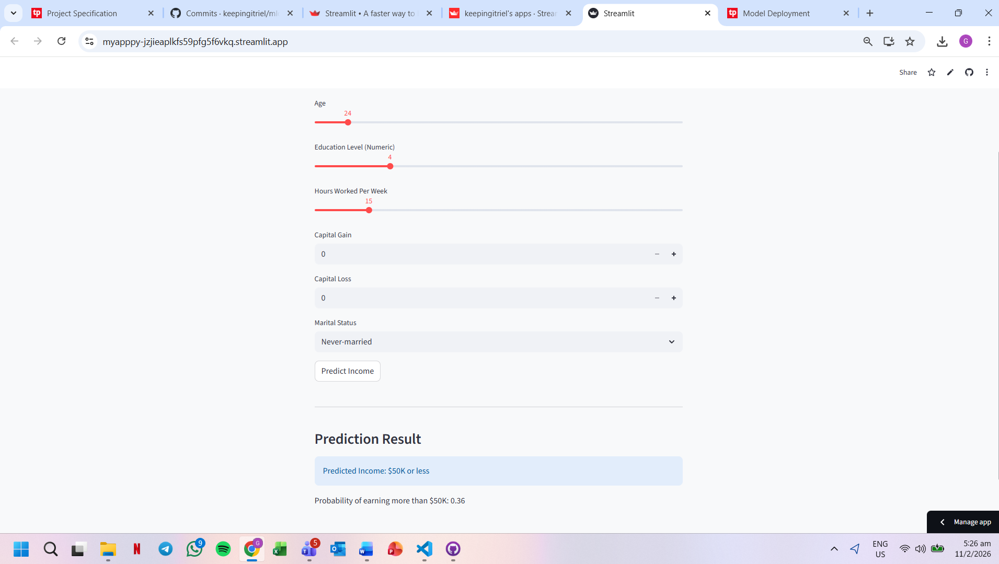 Project Specification
Commits · keepingitriel/ml
Streamlit • A faster way to
keepingitriel's apps · Strear
Streamlit
Model Deployment
myapppy-jzjieaplkfs59pfg5f6vkq.streamlit.app
G
Share
Age
24
Education Level (Numeric)
4
Hours Worked Per Week
15
Capital Gain
0
Capital Loss
0
Marital Status
Never-married
Predict Income
Prediction Result
Predicted Income: $50K or less
Probability of earning more than $50K: 0.36
Manage app
9
G
5
ENG
US
5:26 am
11/2/2026